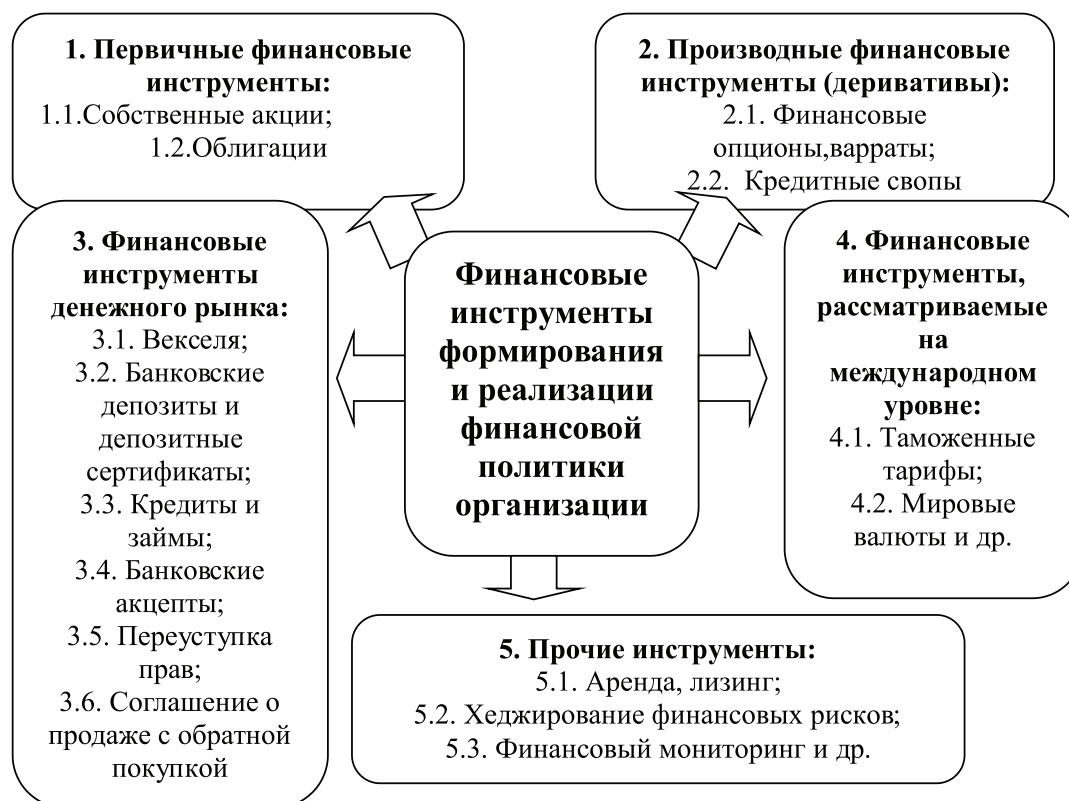 1. Первичные финансовые
инструменты:
1.1.Собственные акции;
1.2.Облигации
2. Производные финансовые
инструменты (деривативы):
2.1. Финансовые
опционы,варраты;
2.2. Кредитные свопы
3. Финансовые
инструменты
денежного рынка:
3.1. Векселя;
3.2. Банковские
депозиты и
депозитные
сертификаты;
3.3. Кредиты и
займы;
3.4. Банковские
акцепты;
3.5. Переуступка
прав;
3.6. Соглашение о
продаже с обратной
покупкой
Финансовые
инструменты
формирования
и реализации
финансовой
политики
организации
4. Финансовые
инструменты,
рассматриваемые
на
международном
уровне:
4.1. Таможенные
тарифы;
4.2. Мировые
валюты и др.
5. Прочие инструменты:
5.1. Аренда, лизинг;
5.2. Хеджирование финансовых рисков;
5.3. Финансовый мониторинг и др.